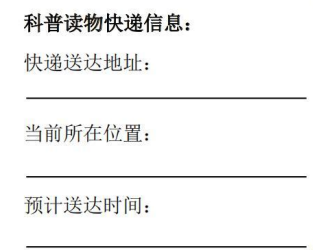 科普读物快递信息：
快递送达地址：
当前所在位置：
预计送达时间：